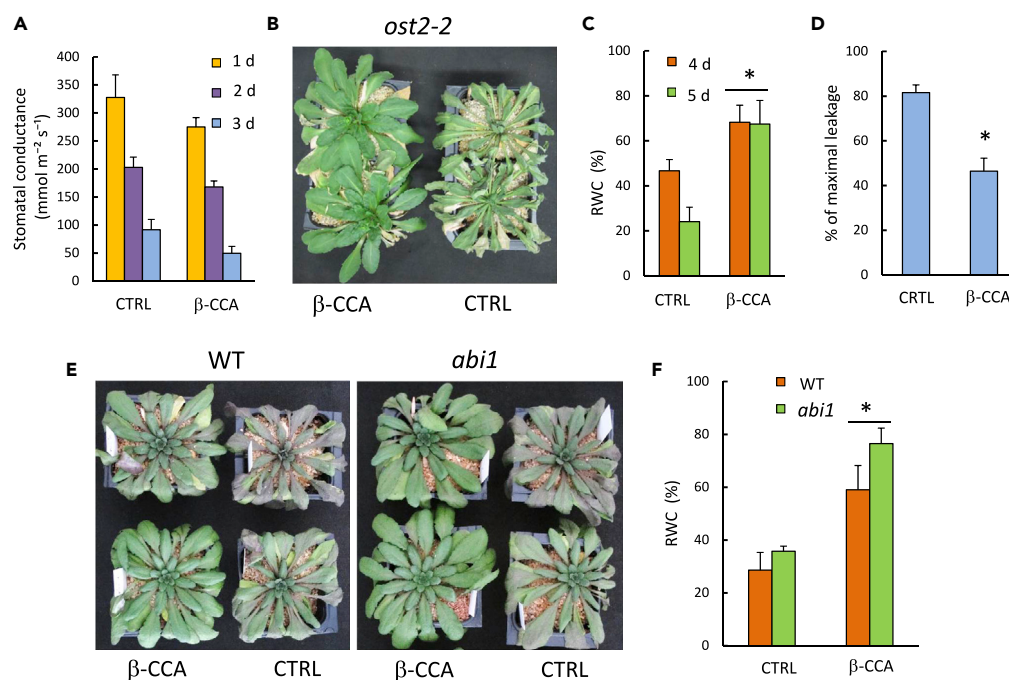 A
Stomatal conductance
(mmol m⁻² s⁻¹)
400
350
300
250
200
150
100
50
0
1 d
2 d
3 d
CTRL
β-CCA
B
ost2-2
β-CCA
CTRL
C
RWC (%)
100
80
60
40
20
0
4 d
5 d
*
CTRL
β-CCA
D
% of maximal leakage
100
80
60
40
20
0
*
CRTL
β-CCA
E
WT
abi1
β-CCA
CTRL
β-CCA
CTRL
F
RWC (%)
100
80
60
40
20
0
WT
abi1
*
CTRL
β-CCA